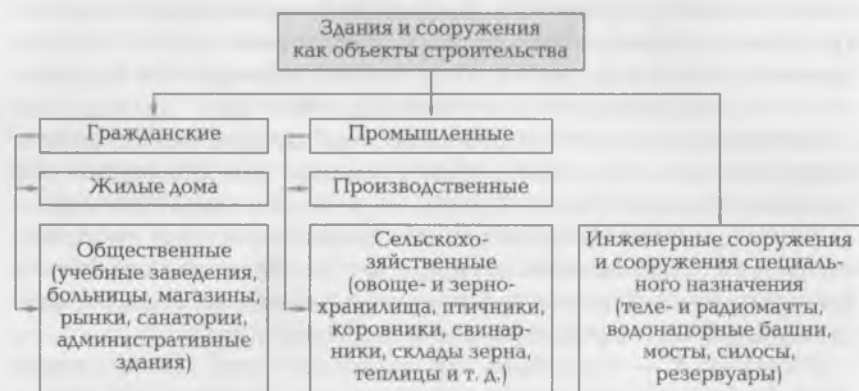 Здания и сооружения
как объекты строительства
Гражданские
Промышленные
Жилые дома
Производственные
Общественные
(учебные заведения,
больницы, магазины,
рынки, санатории,
административные
здания)
Сельскохо-
зяйственные
(овоще- и зерно-
хранилища, птичники,
коровники, свинар-
ники, склады зерна,
теплицы и т. д.)
Инженерные сооружения
и сооружения специаль-
ного назначения
(теле- и радиомачты,
водонапорные башни,
мосты, силосы,
резервуары)